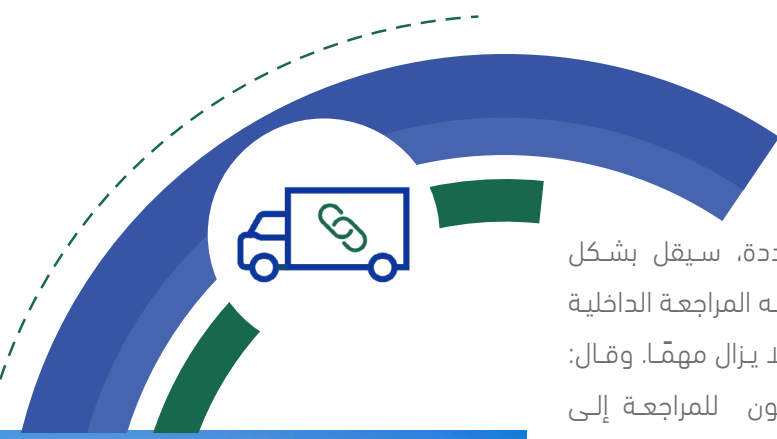 سيقل بشكل
المراجعة الداخلية
يزال مهمًا. وقال:
للمراجعة إلى